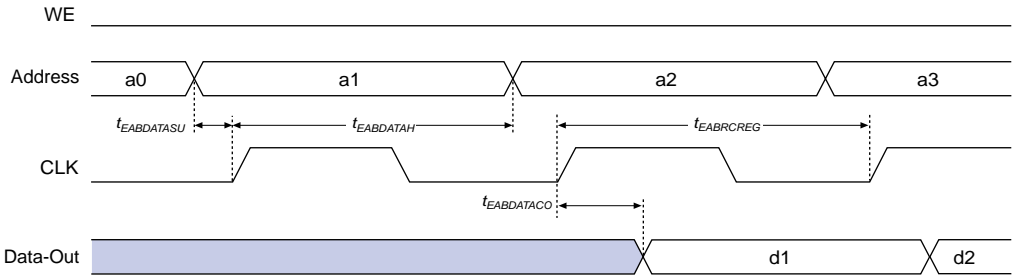 WE
Address a0 a1 a2 a3
tEABDATASU tEABDATAH tEABRCREG
CLK
tEABDATACO
Data-Out d1 d2